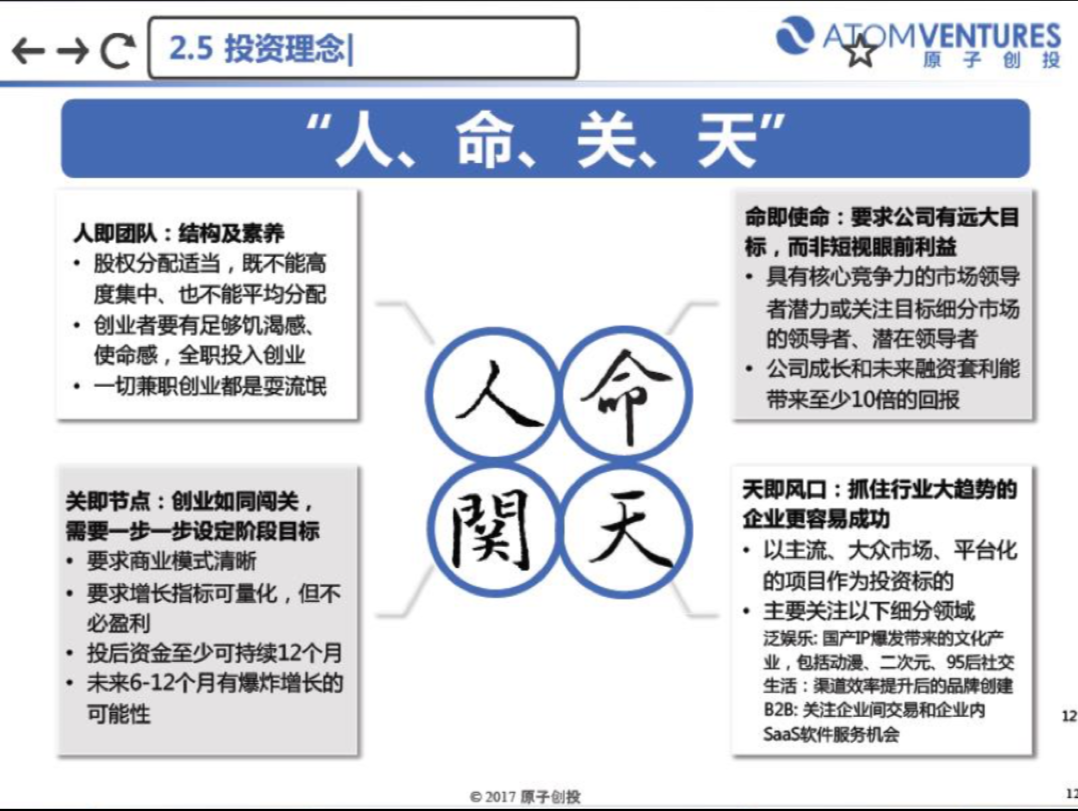 2.5 投资理念|
ATOMVENTURES
原子创投
“人、命、关、天”
人即团队：结构及素养
• 股权分配适当，既不能高
度集中、也不能平均分配
• 创业者要有足够饥渴感、
使命感，全职投入创业
• 一切兼职创业都是耍流氓
命即使命：要求公司有远大目
标，而非短视眼前利益
• 具有核心竞争力的市场领导
者潜力或关注目标细分市场
的领导者、潜在领导者
• 公司成长和未来融资套利能
带来至少10倍的回报
人
命
関
天
关即节点：创业如同闯关，
需要一步一步设定阶段目标
• 要求商业模式清晰
• 要求增长指标可量化，但不
必盈利
• 投后资金至少可持续12个月
• 未来6-12个月有爆炸增长的
可能性
天即风口：抓住行业大趋势的
企业更容易成功
• 以主流、大众市场、平台化
的项目作为投资标的
• 主要关注以下细分领域
泛娱乐: 国产IP爆发带来的文化产
业，包括动漫、二次元、95后社交
生活：渠道效率提升后的品牌创建
B2B: 关注企业间交易和企业内
SaaS软件服务机会
12
© 2017 原子创投
12